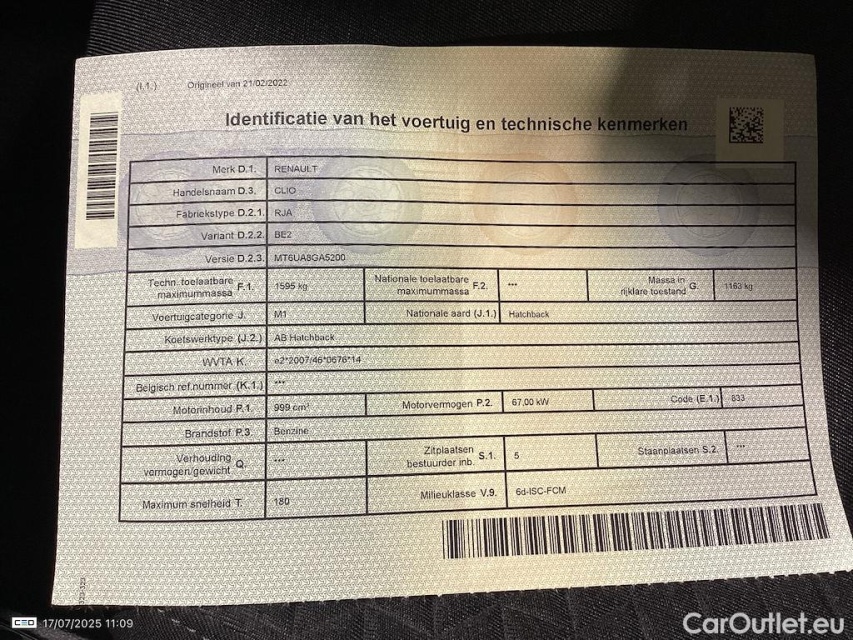 (I.1.) Origineel van 21/02/2022
Identificatie van het voertuig en technische kenmerken
Merk D.1. RENAULT
Handelsnaam D.3. CLIO
Fabriekstype D.2.1. RJA
Variant D.2.2. BE2
Versie D.2.3. MT6UA8GA5200
Techn. toelaatbare maximummassa F.1. 1595 kg Nationale toelaatbare maximummassa F.2. *** Massa in rijklare toestand G. 1163 kg
Voertuigcategorie J. M1 Nationale aard (J.1.) Hatchback
Koetswerktype (J.2.) AB Hatchback
WVTA K. e2*2007/46*0676*14
Belgisch ref.nummer (K.1.) ***
Motorinhoud P.1. 999 cm³ Motorvermogen P.2. 67,00 kW Code (E.1.) 833
Brandstof P.3. Benzine
Verhouding vermogen/gewicht Q. *** Zitplaatsen bestuurder inb. S.1. 5 Staanplaatsen S.2. ***
Maximum snelheid T. 180 Milieuklasse V.9. 6d-ISC-FCM
17/07/2025 11:09
CarOutlet.eu